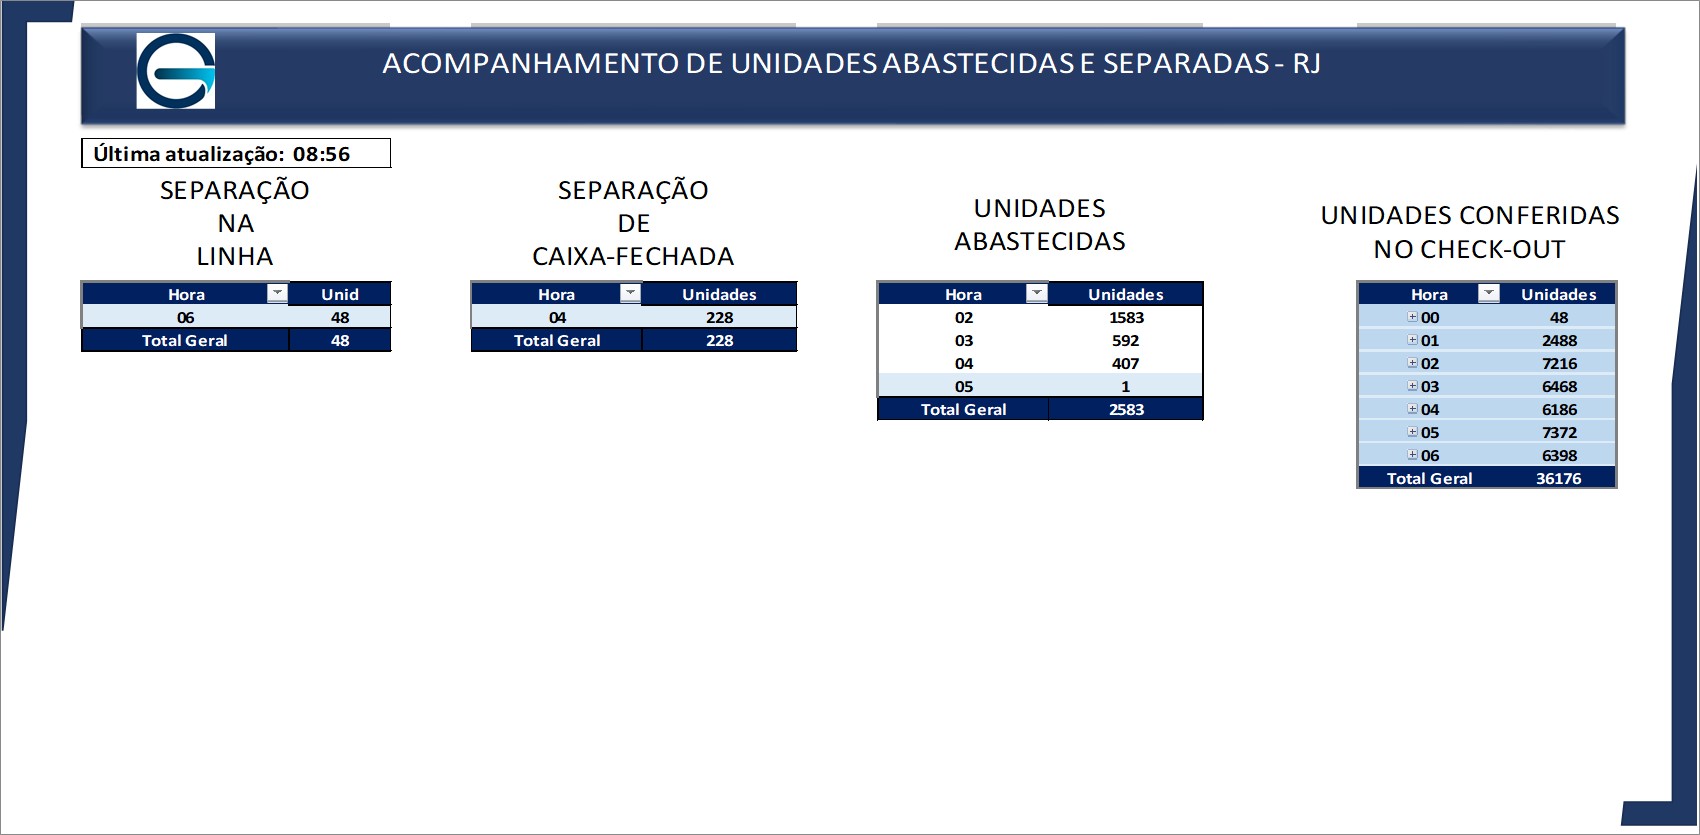 ACOMPANHAMENTO DE UNIDADES ABASTECIDAS E SEPARADAS - RJ
Última atualização: 08:56
SEPARAÇÃO
NA
LINHA
Hora Unid
06 48
Total Geral 48
SEPARAÇÃO
DE
CAIXA-FECHADA
Hora Unidades
04 228
Total Geral 228
UNIDADES
ABASTECIDAS
Hora Unidades
02 1583
03 592
04 407
05 1
Total Geral 2583
UNIDADES CONFERIDAS
NO CHECK-OUT
Hora Unidades
00 48
01 2488
02 7216
03 6468
04 6186
05 7372
06 6398
Total Geral 36176